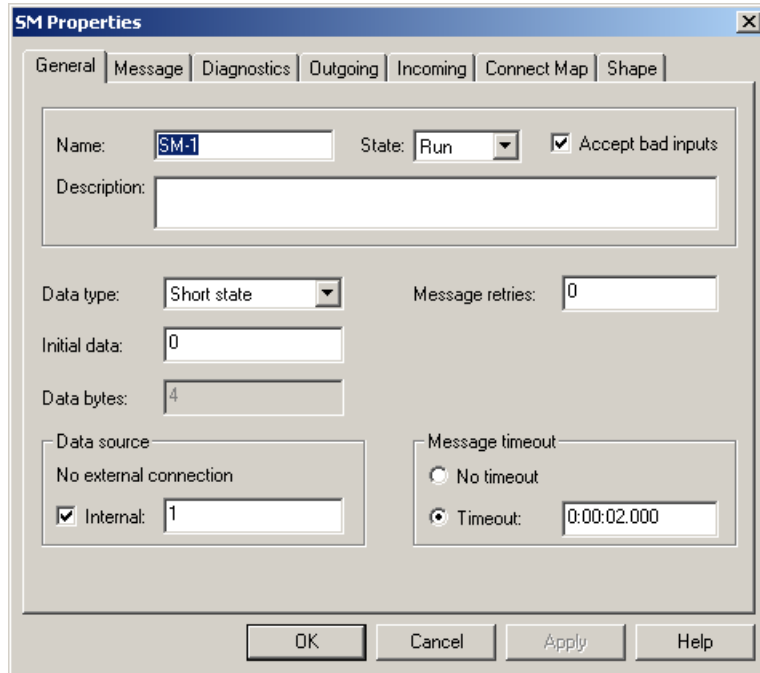 SM Properties
General Message Diagnostics Outgoing Incoming Connect Map Shape
Name: SM-1 State: Run Accept bad inputs
Description:
Data type: Short state Message retries: 0
Initial data: 0
Data bytes: 4
Data source Message timeout
No external connection No timeout
Internal: 1 Timeout: 0:00:02.000
OK Cancel Apply Help